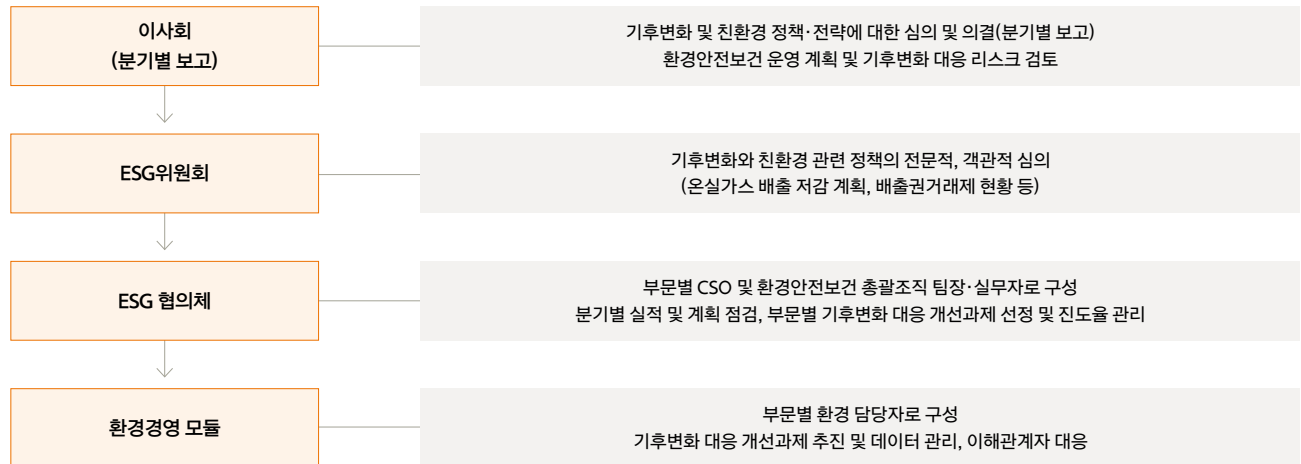 이사회
(분기별 보고)
기후변화 및 친환경 정책·전략에 대한 심의 및 의결(분기별 보고)
환경안전보건 운영 계획 및 기후변화 대응 리스크 검토
ESG위원회
기후변화와 친환경 관련 정책의 전문적, 객관적 심의
(온실가스 배출 저감 계획, 배출권거래제 현황 등)
ESG 협의체
부문별 CSO 및 환경안전보건 총괄조직 팀장·실무자로 구성
분기별 실적 및 계획 점검, 부문별 기후변화 대응 개선과제 선정 및 진도율 관리
환경경영 모듈
부문별 환경 담당자로 구성
기후변화 대응 개선과제 추진 및 데이터 관리, 이해관계자 대응